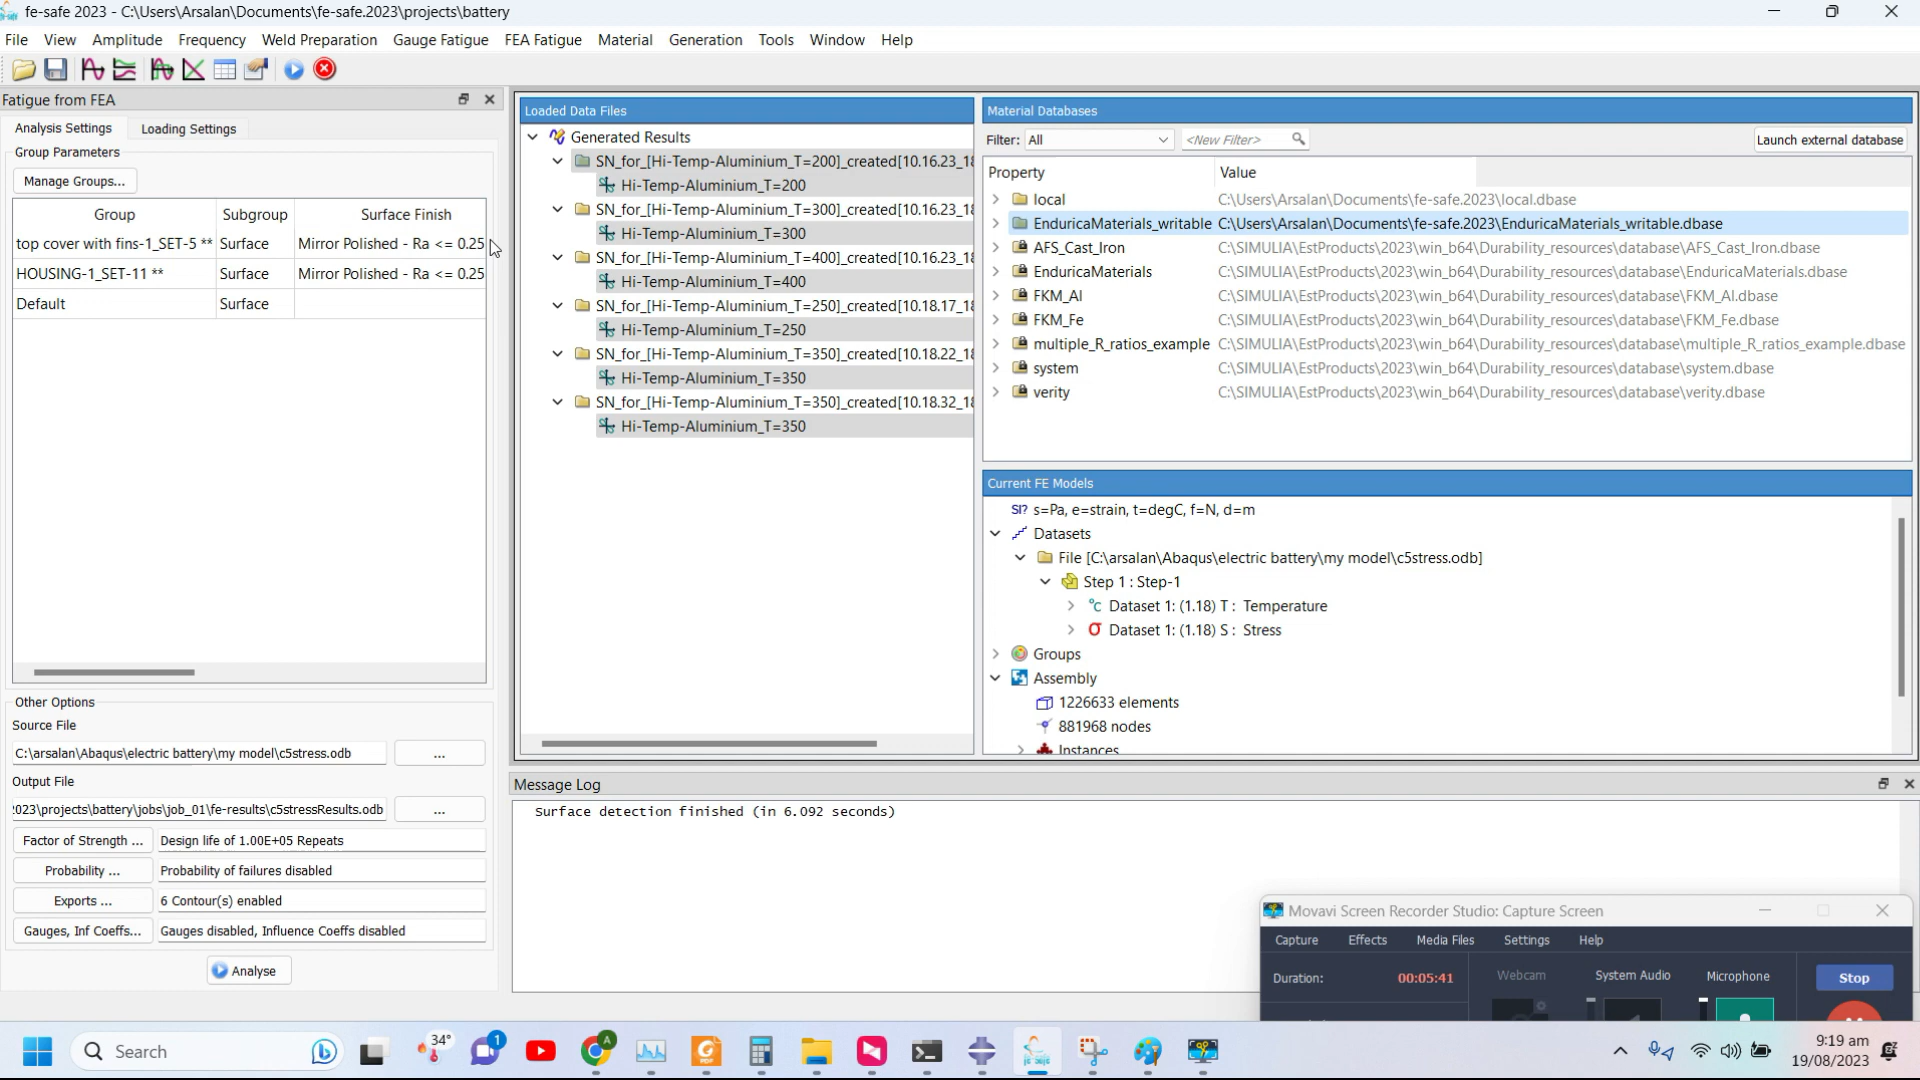 fe-safe 2023 - C:\Users\Arsalan\Documents\fe-safe.2023\projects\battery
File View Amplitude Frequency Weld Preparation Gauge Fatigue FEA Fatigue Material Generation Tools Window Help
Fatigue from FEA
Analysis Settings Loading Settings
Group Parameters
Manage Groups...
Group Subgroup Surface Finish
top cover with fins-1_SET-5 ** Surface Mirror Polished - Ra <= 0.25
HOUSING-1_SET-11 ** Surface Mirror Polished - Ra <= 0.25
Default Surface
Other Options
Source File
C:\arsalan\Abaqus\electric battery\my model\c5stress.odb ...
Output File
!023\projects\battery\jobs\job_01\fe-results\c5stressResults.odb ...
Factor of Strength ... Design life of 1.00E+05 Repeats
Probability ... Probability of failures disabled
Exports ... 6 Contour(s) enabled
Gauges, Inf Coeffs... Gauges disabled, Influence Coeffs disabled
Analyse
Loaded Data Files
Generated Results
SN_for_[Hi-Temp-Aluminium_T=200]_created[10.16.23_18
Hi-Temp-Aluminium_T=200
SN_for_[Hi-Temp-Aluminium_T=300]_created[10.16.23_18
Hi-Temp-Aluminium_T=300
SN_for_[Hi-Temp-Aluminium_T=400]_created[10.16.23_18
Hi-Temp-Aluminium_T=400
SN_for_[Hi-Temp-Aluminium_T=250]_created[10.18.17_18
Hi-Temp-Aluminium_T=250
SN_for_[Hi-Temp-Aluminium_T=350]_created[10.18.22_18
Hi-Temp-Aluminium_T=350
SN_for_[Hi-Temp-Aluminium_T=350]_created[10.18.32_18
Hi-Temp-Aluminium_T=350
Material Databases
Filter: All <New Filter> Launch external database
Property Value
local C:\Users\Arsalan\Documents\fe-safe.2023\local.dbase
EnduricaMaterials_writable C:\Users\Arsalan\Documents\fe-safe.2023\EnduricaMaterials_writable.dbase
AFS_Cast_Iron C:\SIMULIA\EstProducts\2023\win_b64\Durability_resources\database\AFS_Cast_Iron.dbase
EnduricaMaterials C:\SIMULIA\EstProducts\2023\win_b64\Durability_resources\database\EnduricaMaterials.dbase
FKM_Al C:\SIMULIA\EstProducts\2023\win_b64\Durability_resources\database\FKM_Al.dbase
FKM_Fe C:\SIMULIA\EstProducts\2023\win_b64\Durability_resources\database\FKM_Fe.dbase
multiple_R_ratios_example C:\SIMULIA\EstProducts\2023\win_b64\Durability_resources\database\multiple_R_ratios_example.dbase
system C:\SIMULIA\EstProducts\2023\win_b64\Durability_resources\database\system.dbase
verity C:\SIMULIA\EstProducts\2023\win_b64\Durability_resources\database\verity.dbase
Current FE Models
SI? s=Pa, e=strain, t=degC, f=N, d=m
Datasets
File [C:\arsalan\Abaqus\electric battery\my model\c5stress.odb]
Step 1 : Step-1
°C Dataset 1: (1.18) T : Temperature
σ Dataset 1: (1.18) S : Stress
Groups
Assembly
1226633 elements
881968 nodes
Instances
Message Log
Surface detection finished (in 6.092 seconds)
Movavi Screen Recorder Studio: Capture Screen
Capture Effects Media Files Settings Help
Duration: 00:05:41 Webcam System Audio Microphone Stop
Search 34° 1 9:19 am
19/08/2023